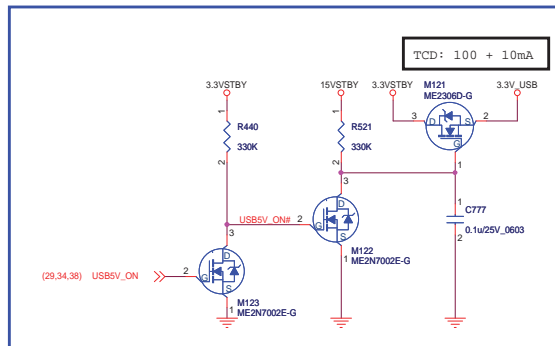 TCD: 100 + 10mA
3.3VSTBY
15VSTBY
3.3VSTBY
M121
ME2306D-G
3.3V_USB
1
R440
330K
2
1
R521
330K
2
3
D
S
2
G
1
3
D
USB5V_ON#
2
G
S
1
M122
ME2N7002E-G
1
C777
0.1u/25V_0603
2
3
D
(29,34,38) USB5V_ON
2
G
S
1
M123
ME2N7002E-G